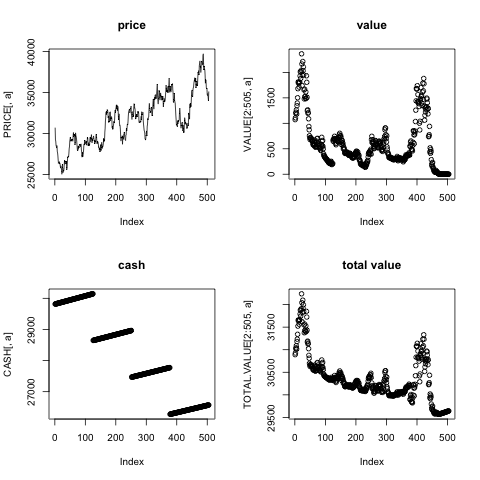 price
PRICE[, a]
25000 30000 35000 40000
0 100 200 300 400 500
Index
value
VALUE[2:505, a]
0 500 1500
0 100 200 300 400 500
Index
cash
CASH[, a]
27000 29000
0 100 200 300 400 500
Index
total value
TOTAL.VALUE[2:505, a]
29500 30500 31500
0 100 200 300 400 500
Index